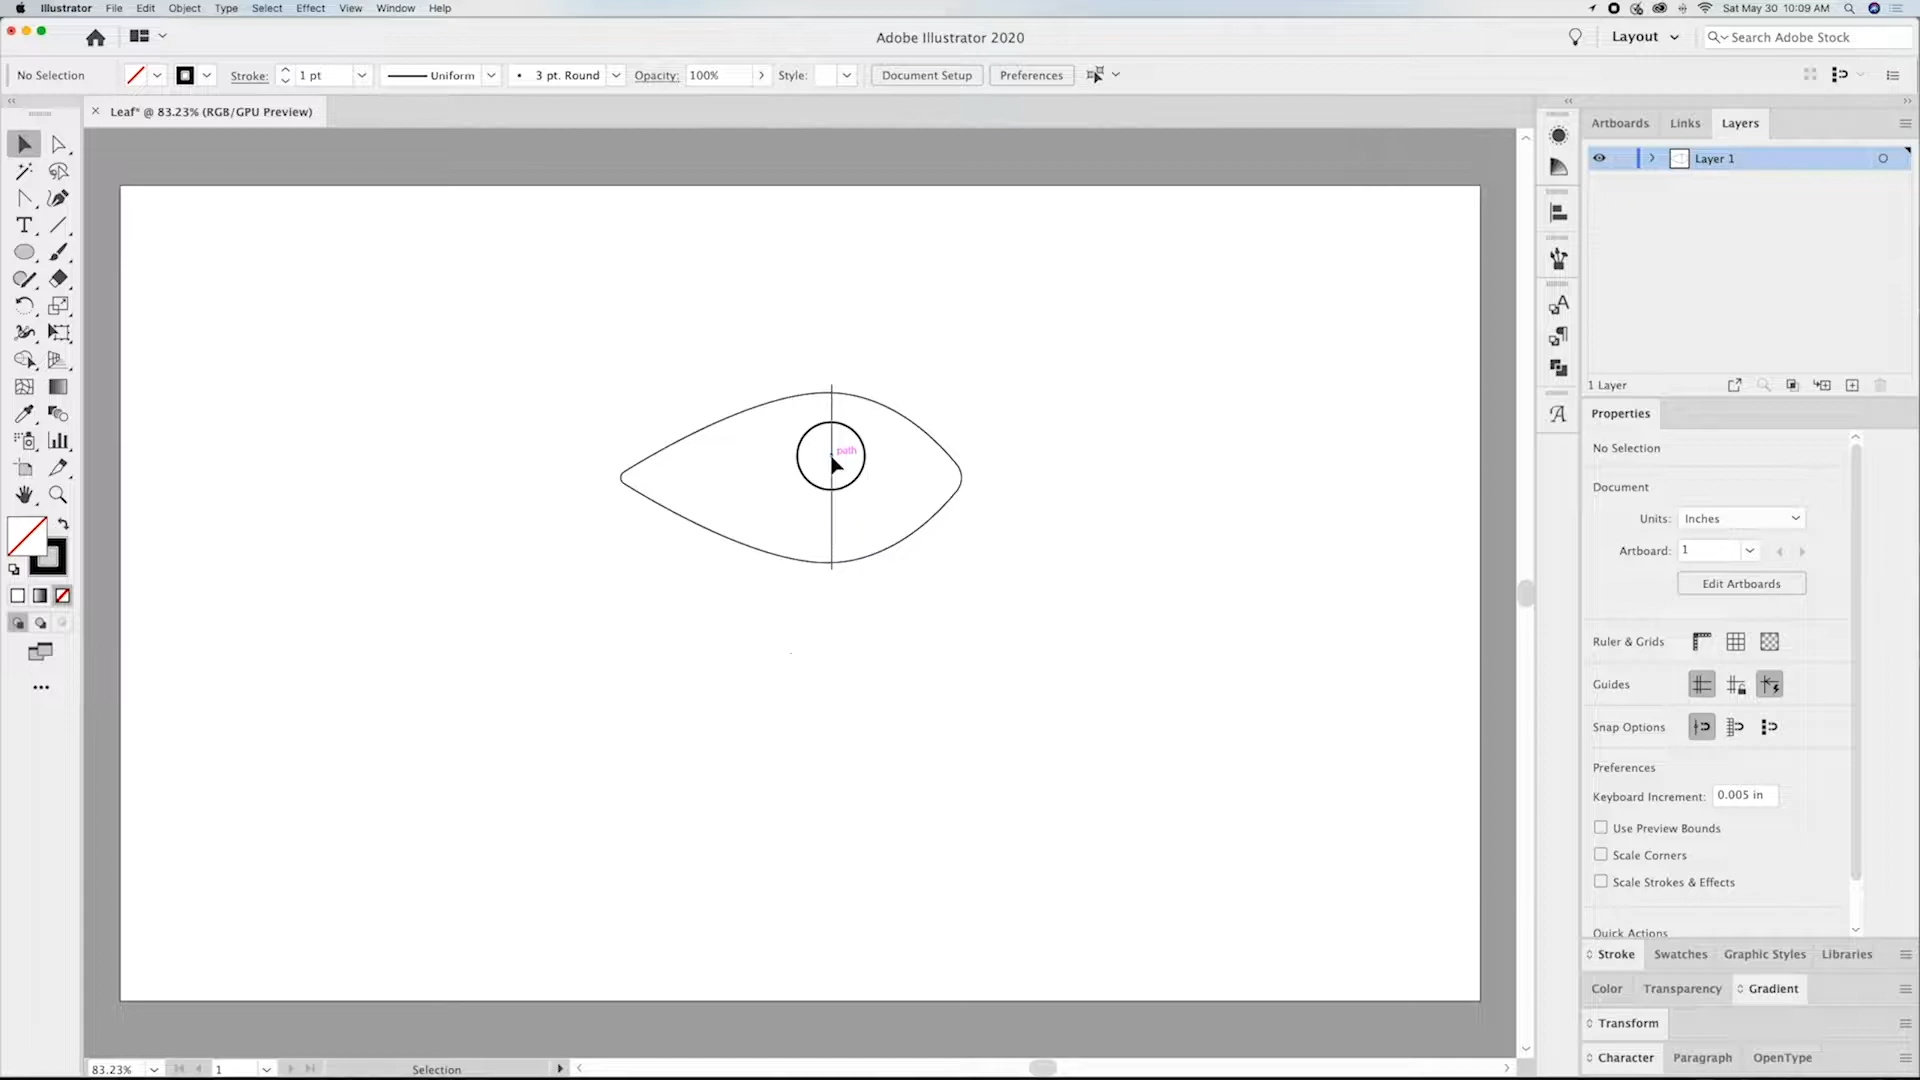 Illustrator File Edit Object Type Select Effect View Window Help
Sat May 30 10:09 AM
Adobe Illustrator 2020
Layout
Search Adobe Stock
No Selection
Stroke: 1 pt
Uniform
3 pt. Round
Opacity: 100%
Style:
Document Setup
Preferences
Leaf* @ 83.23% (RGB/GPU Preview)
Artboards Links Layers
Layer 1
path
1 Layer
Properties
No Selection
Document
Units: Inches
Artboard: 1
Edit Artboards
Ruler & Grids
Guides
Snap Options
Preferences
Keyboard Increment: 0.005 in
Use Preview Bounds
Scale Corners
Scale Strokes & Effects
Quick Actions
Stroke Swatches Graphic Styles Libraries
Color Transparency Gradient
Transform
Character Paragraph OpenType
83.23% 1 Selection